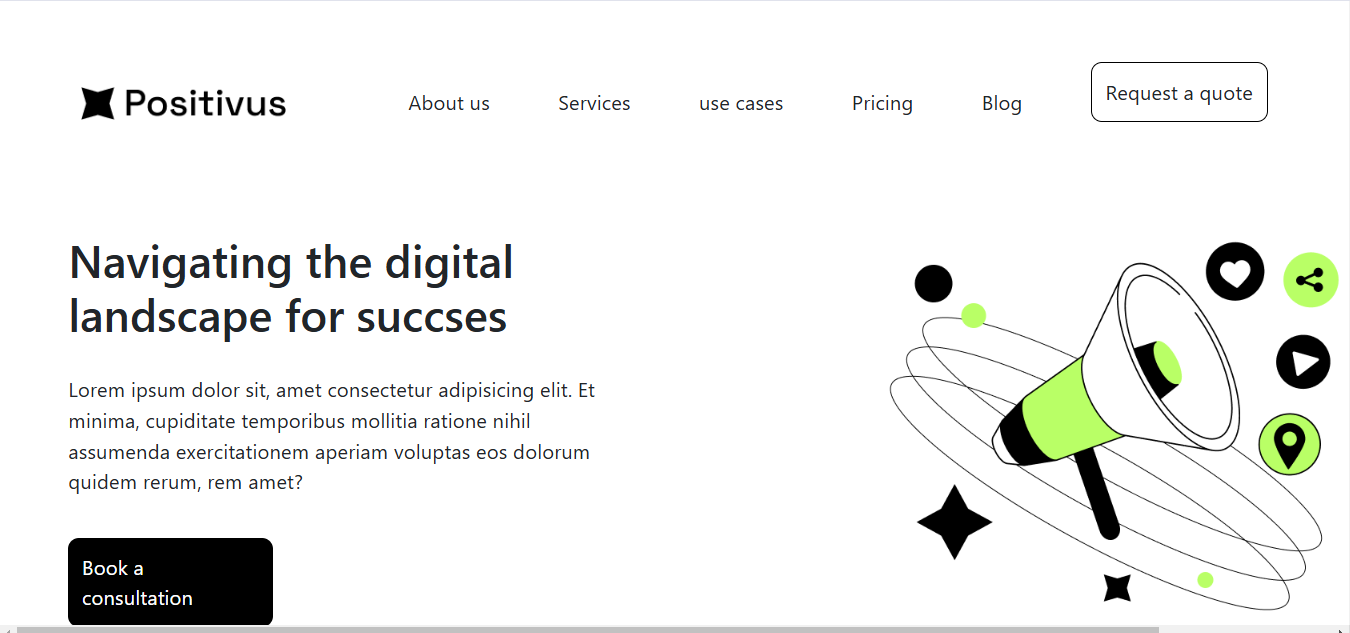 Positivus
About us
Services
use cases
Pricing
Blog
Request a quote
Navigating the digital
landscape for succses
Lorem ipsum dolor sit, amet consectetur adipisicing elit. Et
minima, cupiditate temporibus mollitia ratione nihil
assumenda exercitationem aperiam voluptas eos dolorum
quidem rerum, rem amet?
Book a
consultation